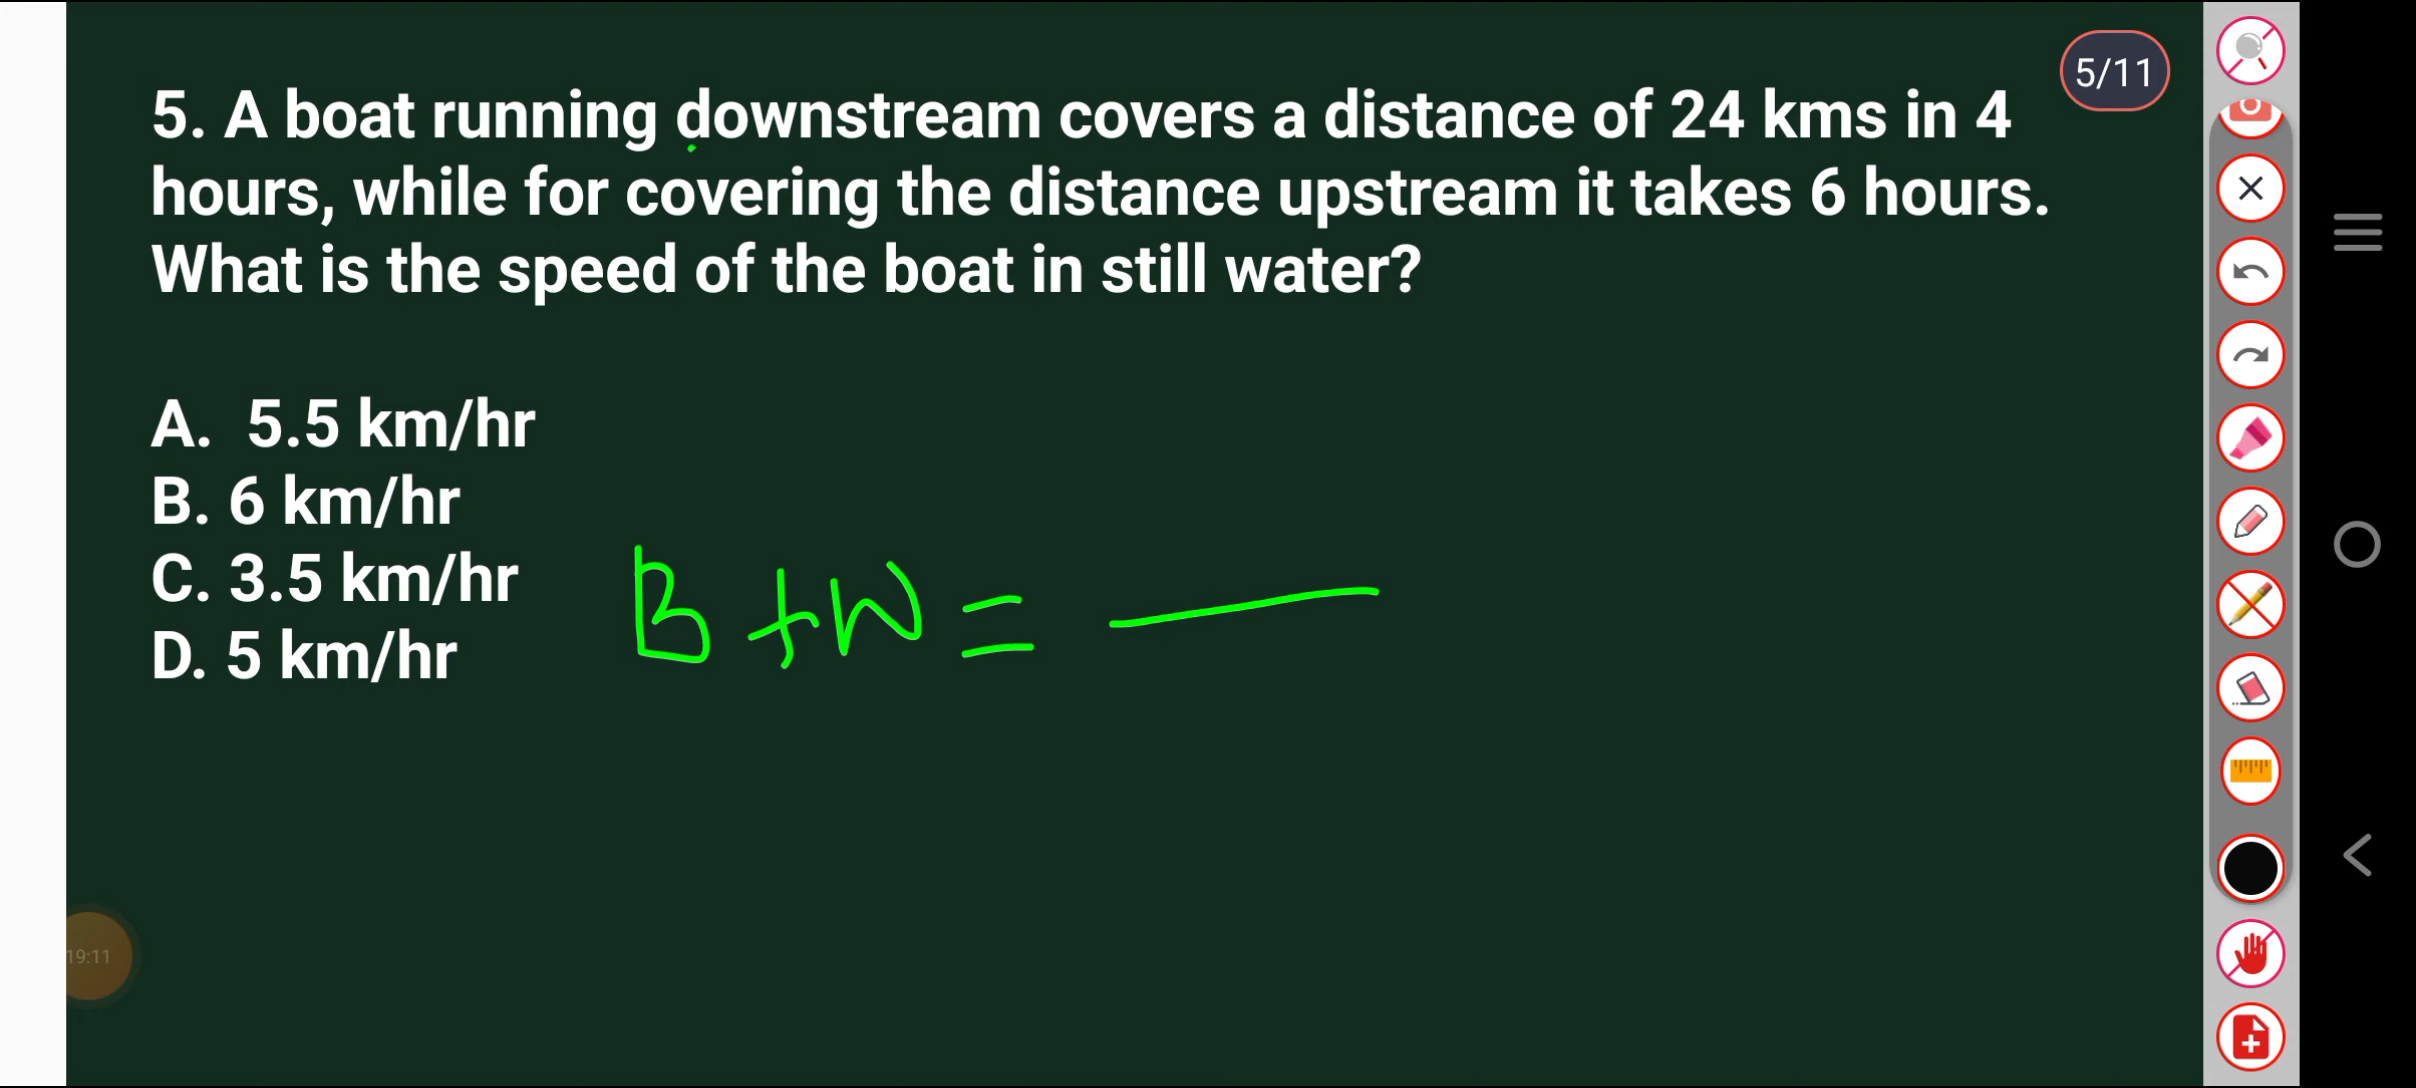 5/11
5. A boat running downstream covers a distance of 24 kms in 4
hours, while for covering the distance upstream it takes 6 hours.
What is the speed of the boat in still water?
A. 5.5 km/hr
B. 6 km/hr
C. 3.5 km/hr
D. 5 km/hr
B+W=
19:11